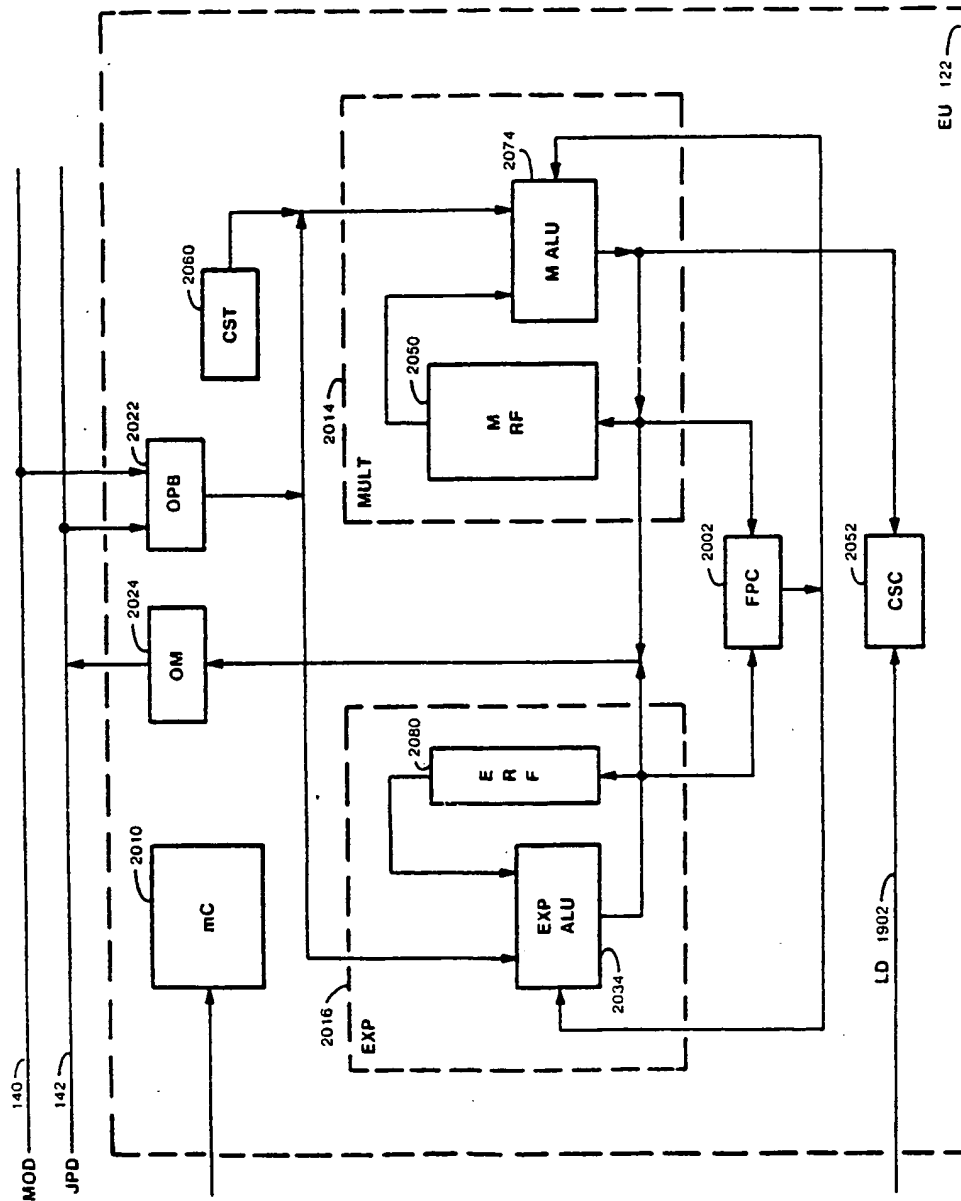 MOD
140
JPD
142
mC
2010
OM
2024
OPB
2022
CST
2060
EXP
2016
EXP
ALU
2034
E
R
F
2080
MULT
2014
M
RF
2050
M ALU
2074
FPC
2002
CSC
2052
LD 1902
EU 122